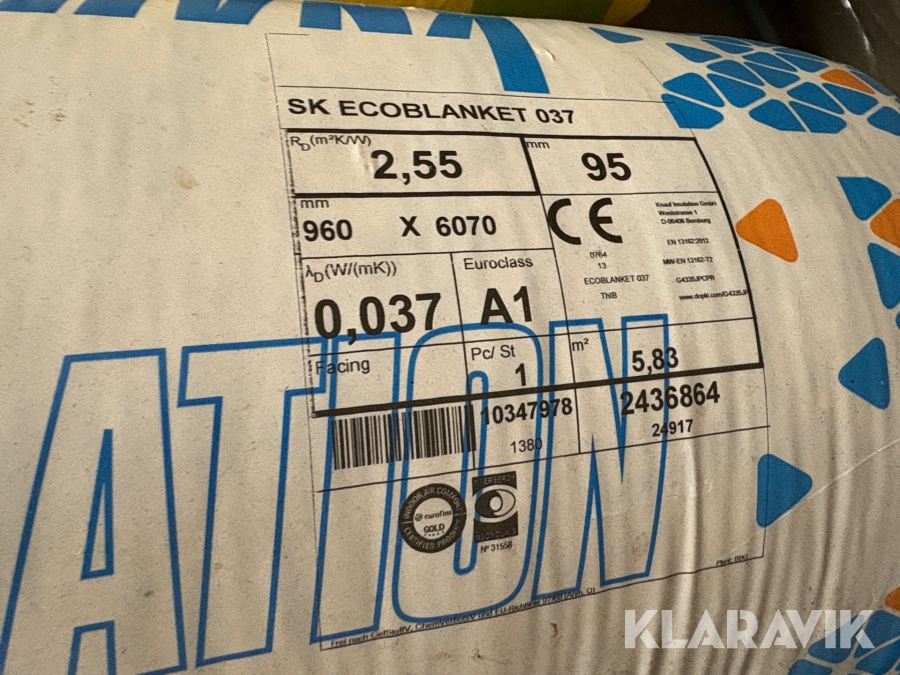 SK ECOBLANKET 037
RD(m²K/W)
2,55
mm
95
mm
960 X 6070
CE
0764
13
ECOBLANKET 037
ThIB
Knauf Insulation GmbH
Weststrasse 1
D-06406 Bernburg
EN 13162:2012
MW-EN 13162-T2
G4335JPCPR
λD(W/(mK))
0,037
Euroclass
A1
Facing
Pc/ St
1
m²
5,83
10347978
1380
2436864
24917
INDOOR AIR COMFORT
eurofins
GOLD
CERTIFIED PRODUCT
N° 31558
ATION
KLARAVIK